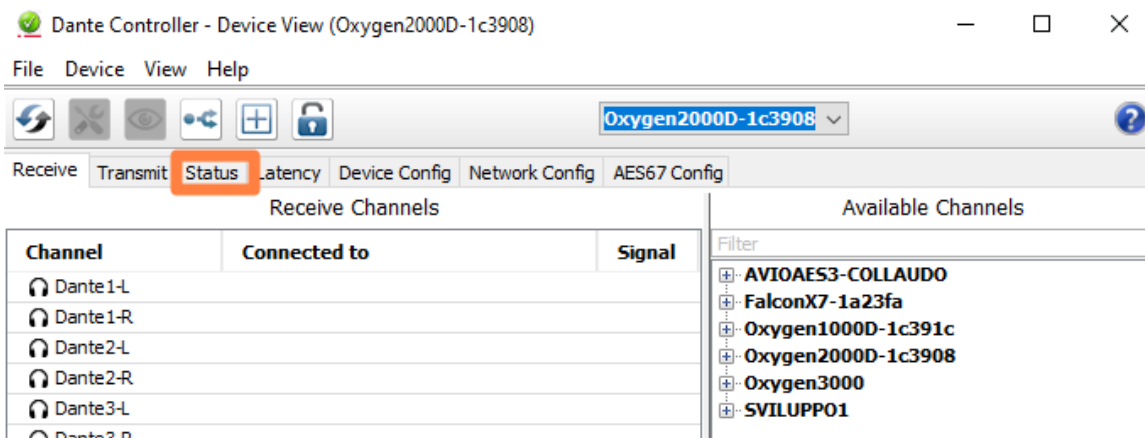 Dante Controller - Device View (Oxygen2000D-1c3908)
File Device View Help
Oxygen2000D-1c3908
Receive Transmit Status Latency Device Config Network Config AES67 Config
Receive Channels
Available Channels
Channel Connected to Signal
Filter
Dante1-L
Dante1-R
Dante2-L
Dante2-R
Dante3-L
Dante3-R
AVIOAES3-COLLAUDO
FalconX7-1a23fa
Oxygen1000D-1c391c
Oxygen2000D-1c3908
Oxygen3000
SVILUPPO1